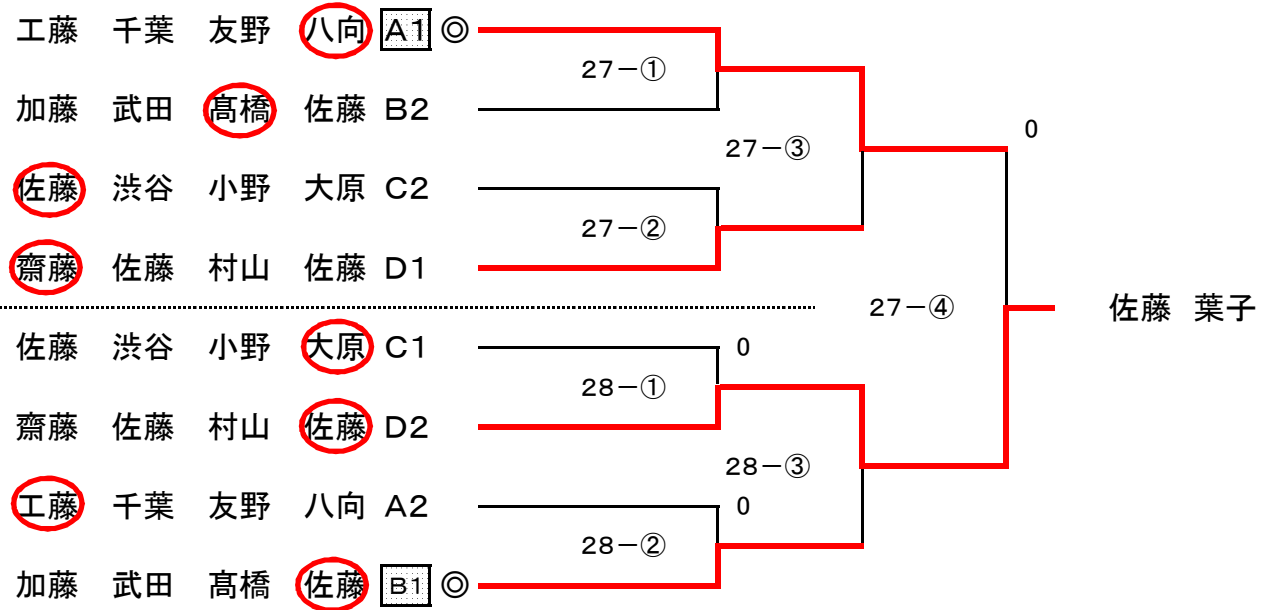 工藤 千葉 友野 八向 A1 ◎
27－①
加藤 武田 髙橋 佐藤 B2
0
27－③
佐藤 渋谷 小野 大原 C2
27－②
齋藤 佐藤 村山 佐藤 D1
27－④
佐藤 葉子
佐藤 渋谷 小野 大原 C1
0
28－①
齋藤 佐藤 村山 佐藤 D2
28－③
工藤 千葉 友野 八向 A2
0
28－②
加藤 武田 髙橋 佐藤 B1 ◎